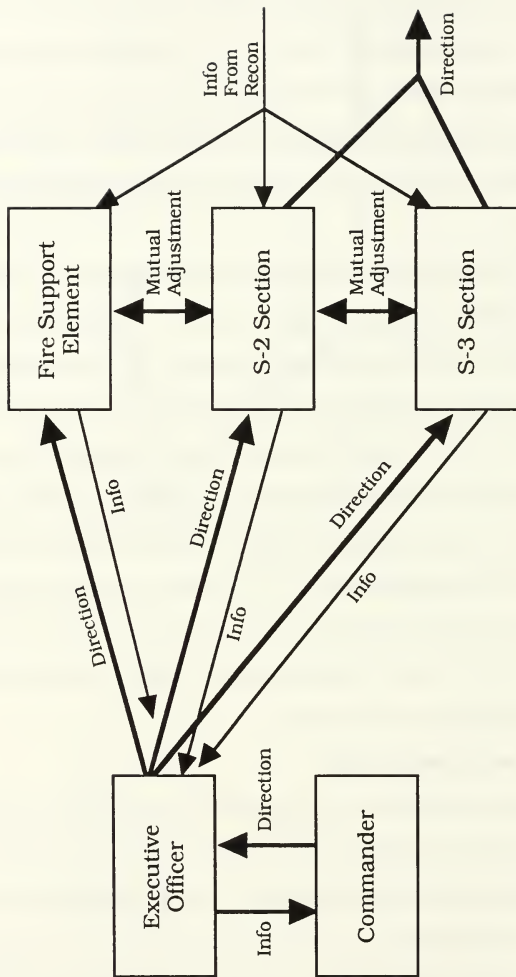 Info
From
Recon
Direction
Fire Support
Element
Mutual
Adjustment
S-2 Section
Mutual
Adjustment
S-3 Section
Direction
Info
Direction
Info
Direction
Info
Executive
Officer
Direction
Info
Commander